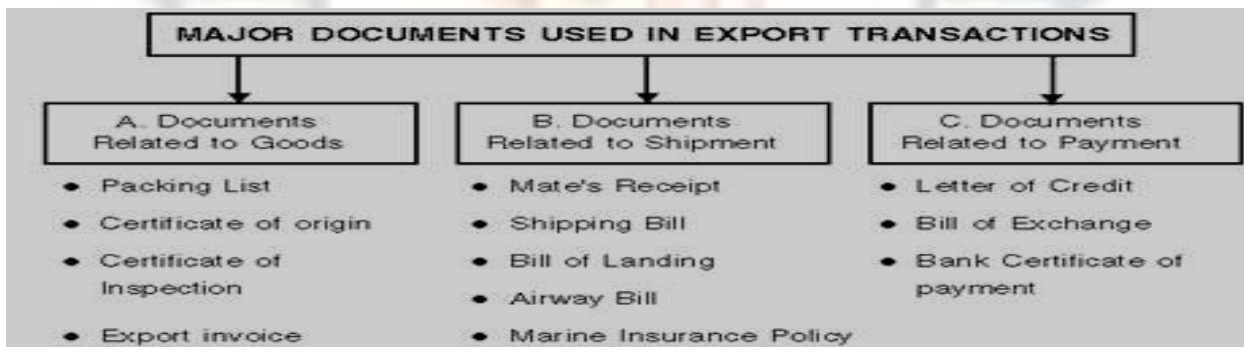 MAJOR DOCUMENTS USED IN EXPORT TRANSACTIONS
A. Documents
Related to Goods
● Packing List
● Certificate of origin
● Certificate of
Inspection
● Export invoice
B. Documents
Related to Shipment
● Mate's Receipt
● Shipping Bill
● Bill of Landing
● Airway Bill
● Marine Insurance Policy
C. Documents
Related to Payment
● Letter of Credit
● Bill of Exchange
● Bank Certificate of
payment